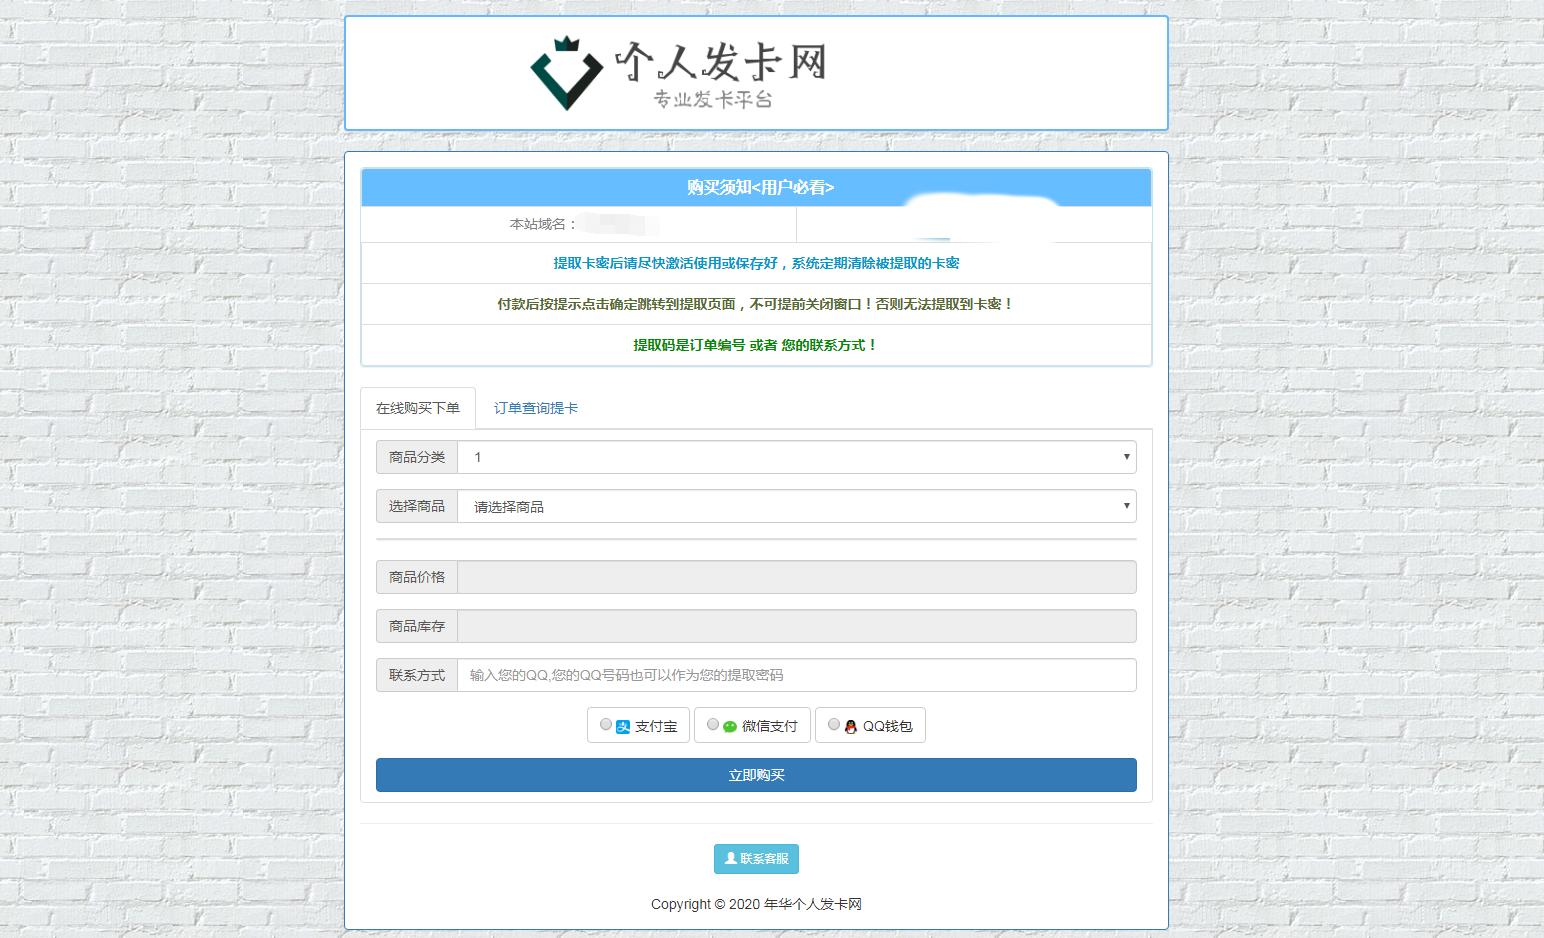 个人发卡网
专业发卡平台
购买须知<用户必看>
本站域名：
提取卡密后请尽快激活使用或保存好，系统定期清除被提取的卡密
付款后按提示点击确定跳转到提取页面，不可提前关闭窗口！否则无法提取到卡密！
提取码是订单编号 或者 您的联系方式！
在线购买下单 订单查询提卡
商品分类 1
选择商品 请选择商品
商品价格
商品库存
联系方式 输入您的QQ,您的QQ号码也可以作为您的提取密码
支付宝 微信支付 QQ钱包
立即购买
联系客服
Copyright © 2020 年华个人发卡网